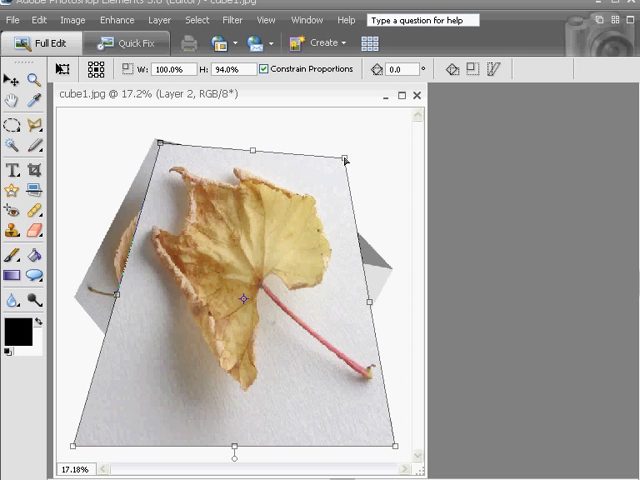 Adobe Photoshop Elements 5.0 (Editor) - cube1.jpg
File Edit Image Enhance Layer Select Filter View Window Help Type a question for help
Full Edit Quick Fix Create
W: 100.0% H: 94.0% Constrain Proportions 0.0 °
cube1.jpg @ 17.2% (Layer 2, RGB/8*)
T
17.18%